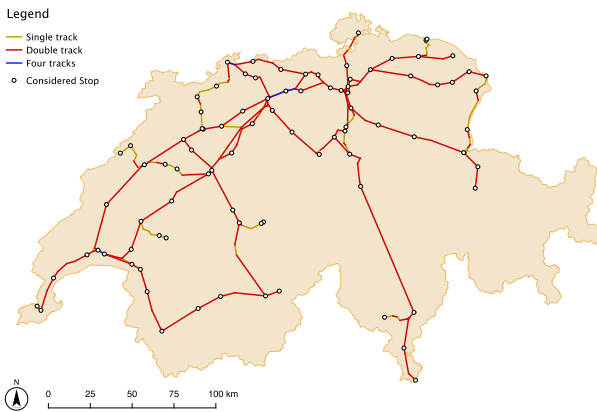 Legend
Single track
Double track
Four tracks
Considered Stop
N
0 25 50 75 100 km